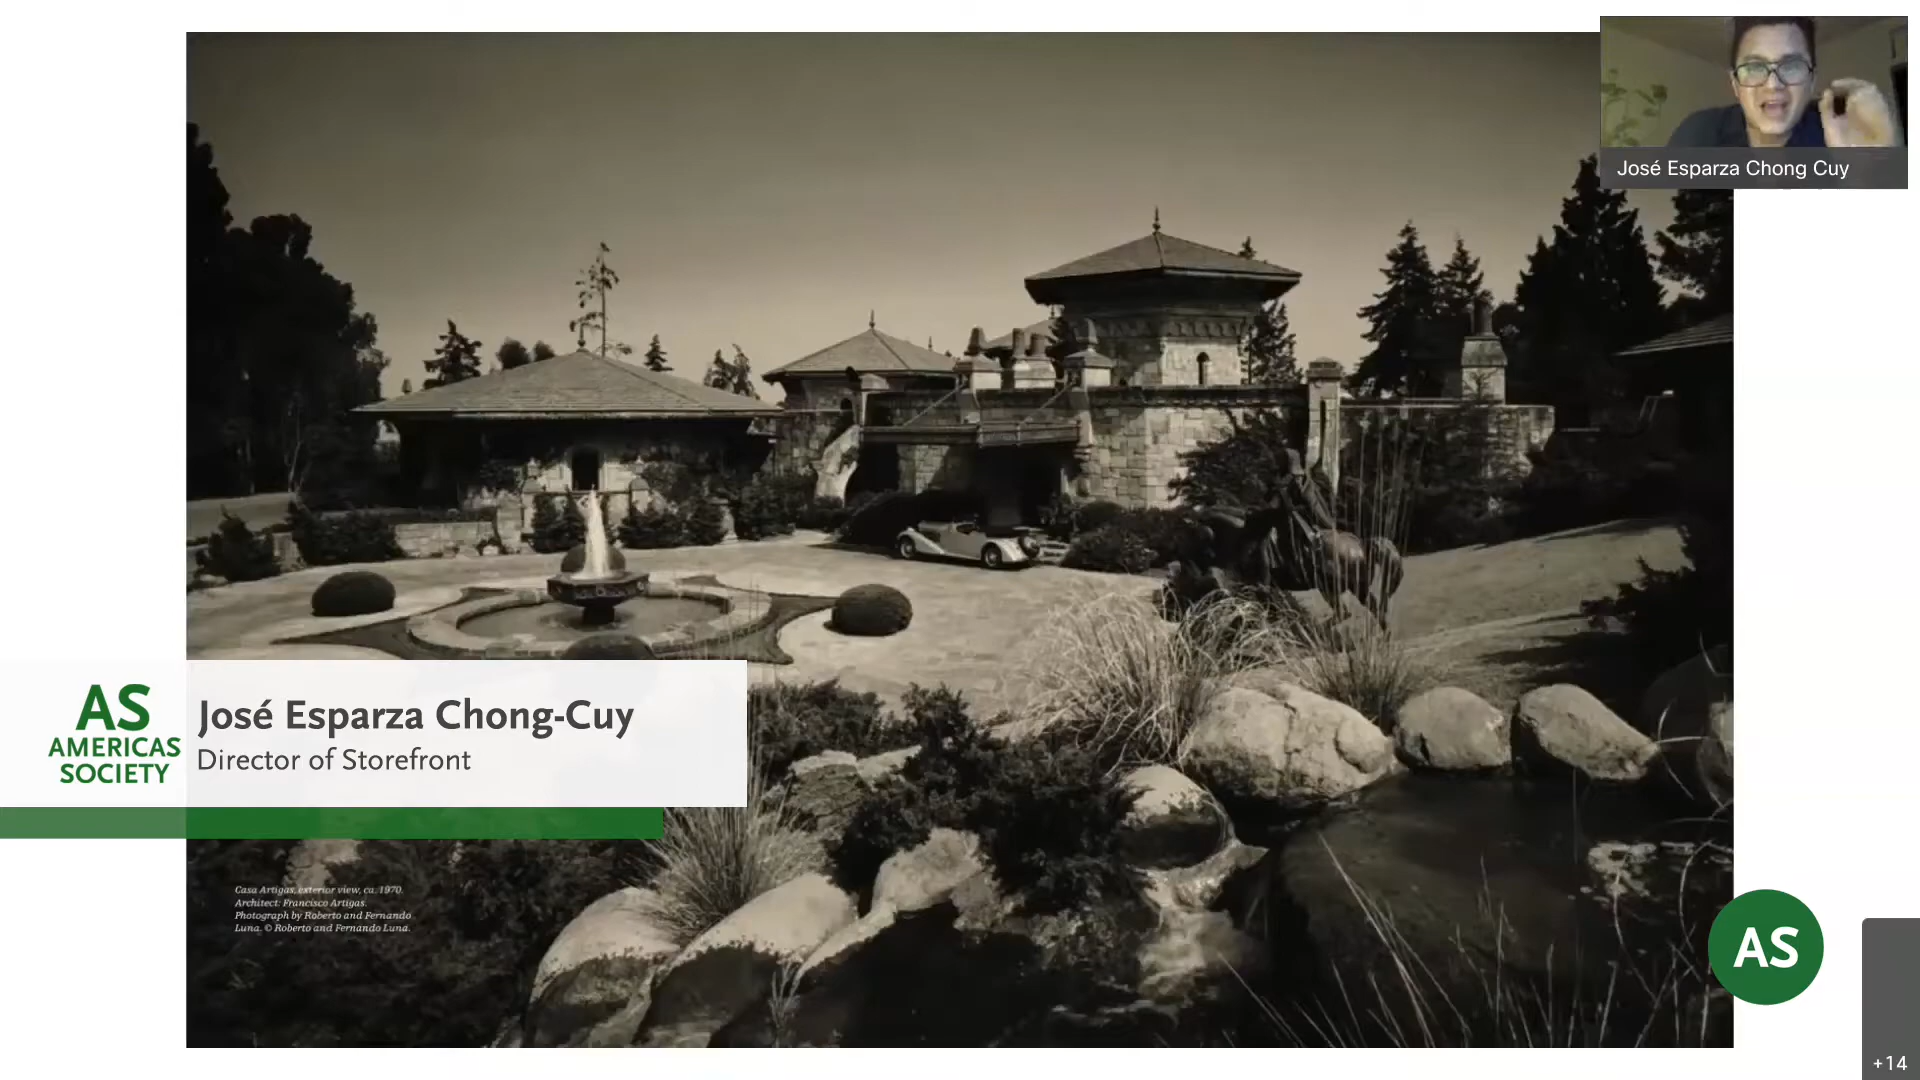 José Esparza Chong Cuy
AS
AMERICAS
SOCIETY
José Esparza Chong-Cuy
Director of Storefront
Casa Artigas, exterior view, ca. 1970.
Architect: Francisco Artigas.
Photograph by Roberto and Fernando
Luna. © Roberto and Fernando Luna.
AS
+14